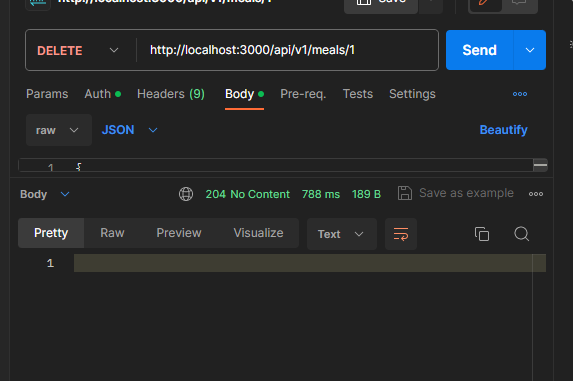 http://localhost:3000/api/v1/meals/1 Save
DELETE http://localhost:3000/api/v1/meals/1 Send
Params Auth Headers (9) Body Pre-req. Tests Settings
raw JSON Beautify
1 {
Body 204 No Content 788 ms 189 B Save as example
Pretty Raw Preview Visualize Text
1